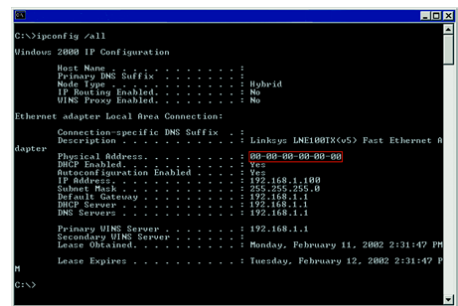 C:\>ipconfig /all
Windows 2000 IP Configuration
Host Name . . . . . . . . . . . . :
Primary DNS Suffix . . . . . . . :
Node Type . . . . . . . . . . . . : Hybrid
IP Routing Enabled. . . . . . . . : No
WINS Proxy Enabled. . . . . . . . : No
Ethernet adapter Local Area Connection:
Connection-specific DNS Suffix . :
Description . . . . . . . . . . . : Linksys LNE100TX(v5) Fast Ethernet A
dapter
Physical Address. . . . . . . . . : 00-00-00-00-00-00
DHCP Enabled. . . . . . . . . . . : Yes
Autoconfiguration Enabled . . . . : Yes
IP Address. . . . . . . . . . . . : 192.168.1.100
Subnet Mask . . . . . . . . . . . : 255.255.255.0
Default Gateway . . . . . . . . . : 192.168.1.1
DHCP Server . . . . . . . . . . . : 192.168.1.1
DNS Servers . . . . . . . . . . . : 192.168.1.1
Primary WINS Server . . . . . . . : 192.168.1.1
Secondary WINS Server . . . . . . :
Lease Obtained. . . . . . . . . . : Monday, February 11, 2002 2:31:47 PM
Lease Expires . . . . . . . . . . : Tuesday, February 12, 2002 2:31:47 P
M
C:\>